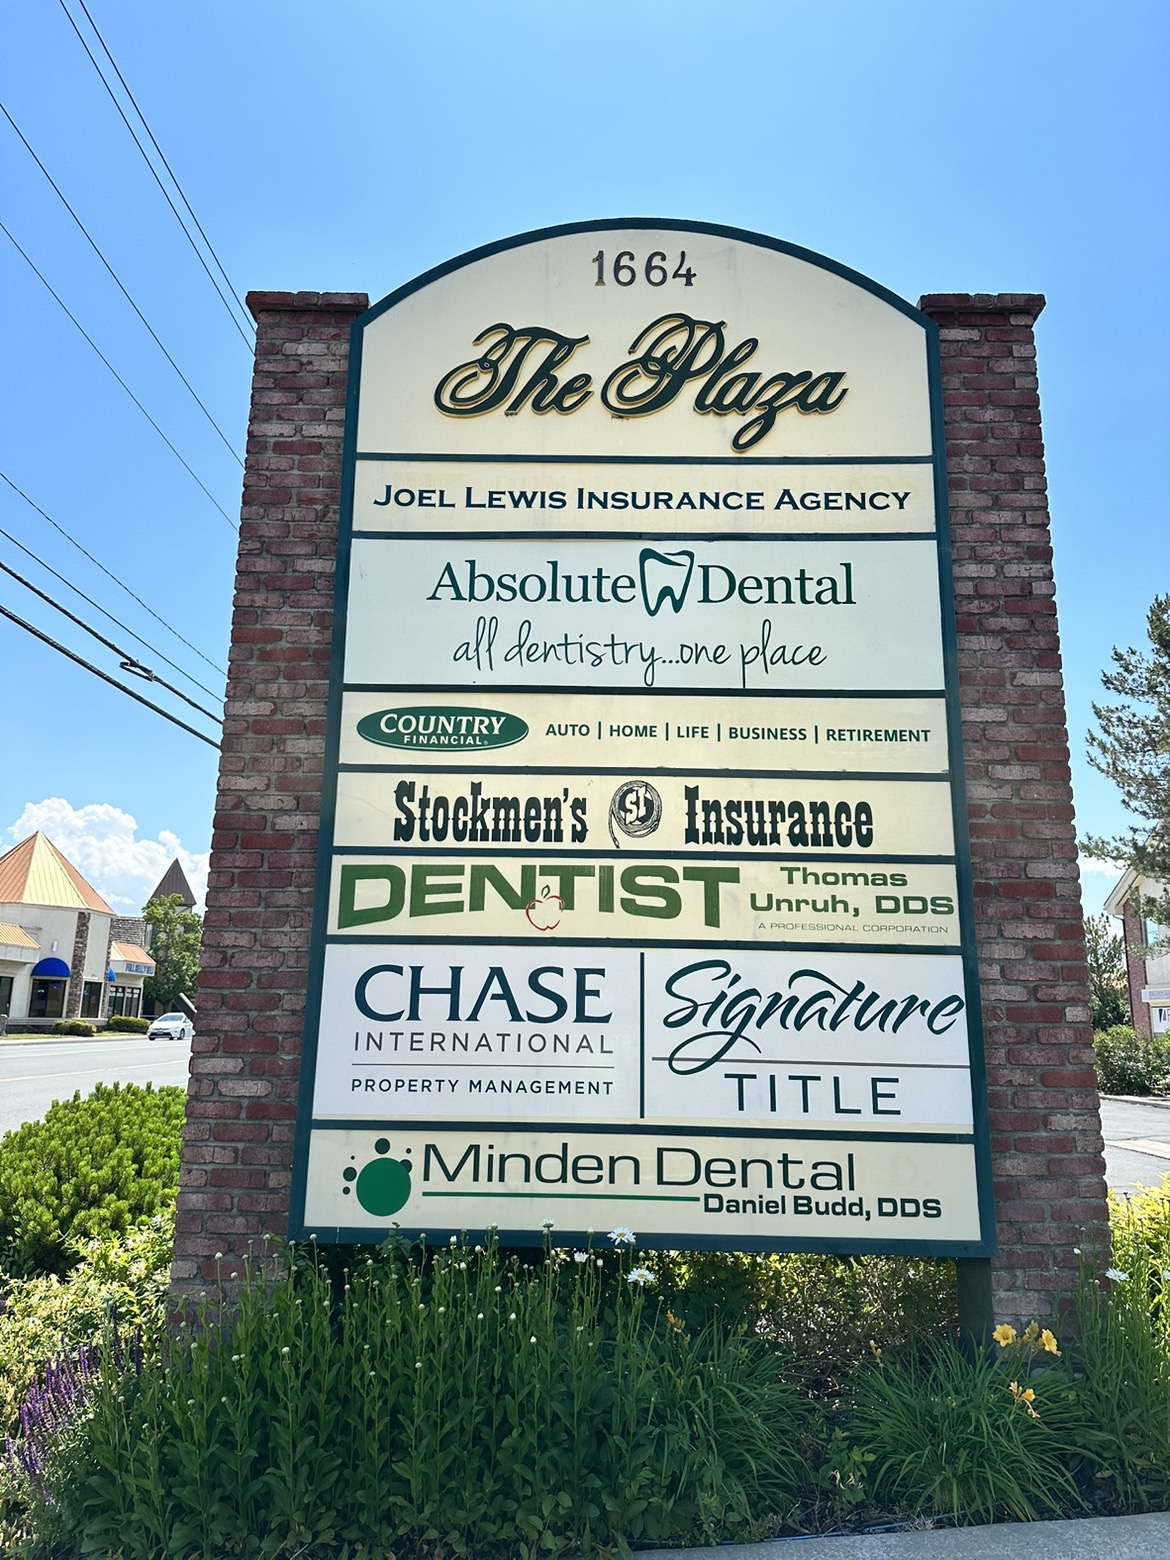 1664
The Plaza
JOEL LEWIS INSURANCE AGENCY
Absolute Dental
all dentistry...one place
COUNTRY
FINANCIAL®
AUTO | HOME | LIFE | BUSINESS | RETIREMENT
Stockmen's SI Insurance
DENTIST
Thomas
Unruh, DDS
A PROFESSIONAL CORPORATION
CHASE
INTERNATIONAL
PROPERTY MANAGEMENT
Signature
TITLE
Minden Dental
Daniel Budd, DDS